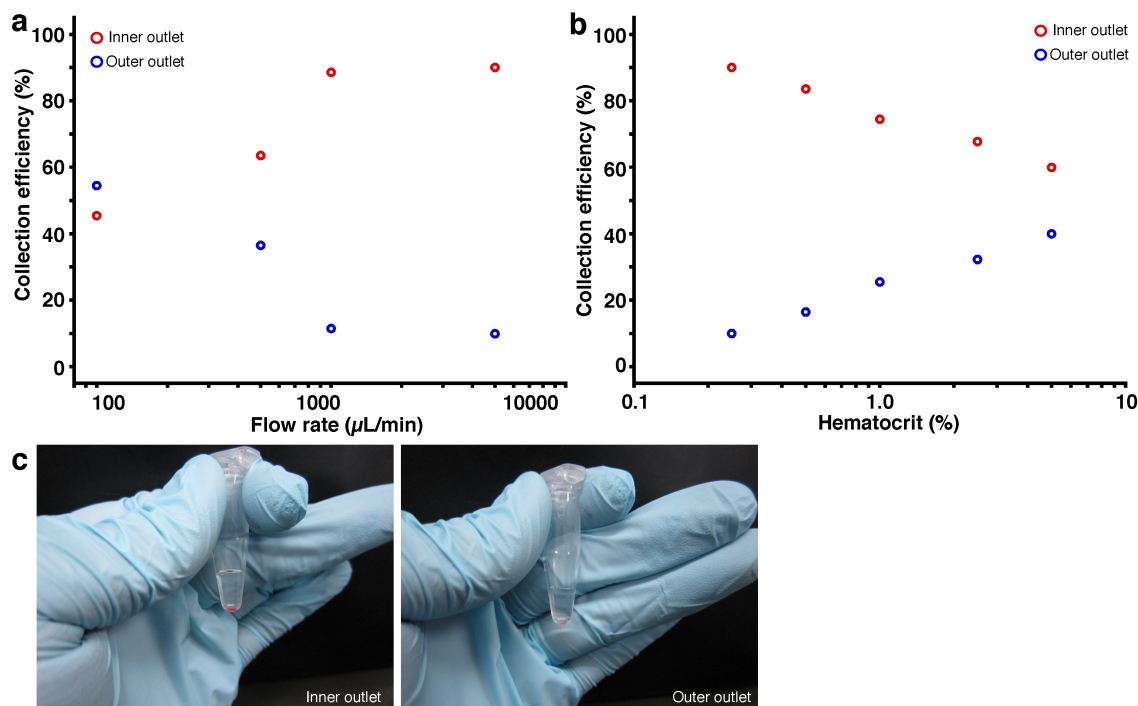 a
100
80
60
40
20
0
Collection efficiency (%)
Inner outlet
Outer outlet
100
1000
10000
Flow rate (µL/min)
b
100
80
60
40
20
0
Collection efficiency (%)
Inner outlet
Outer outlet
0.1
1.0
10
Hematocrit (%)
c
Inner outlet
Outer outlet